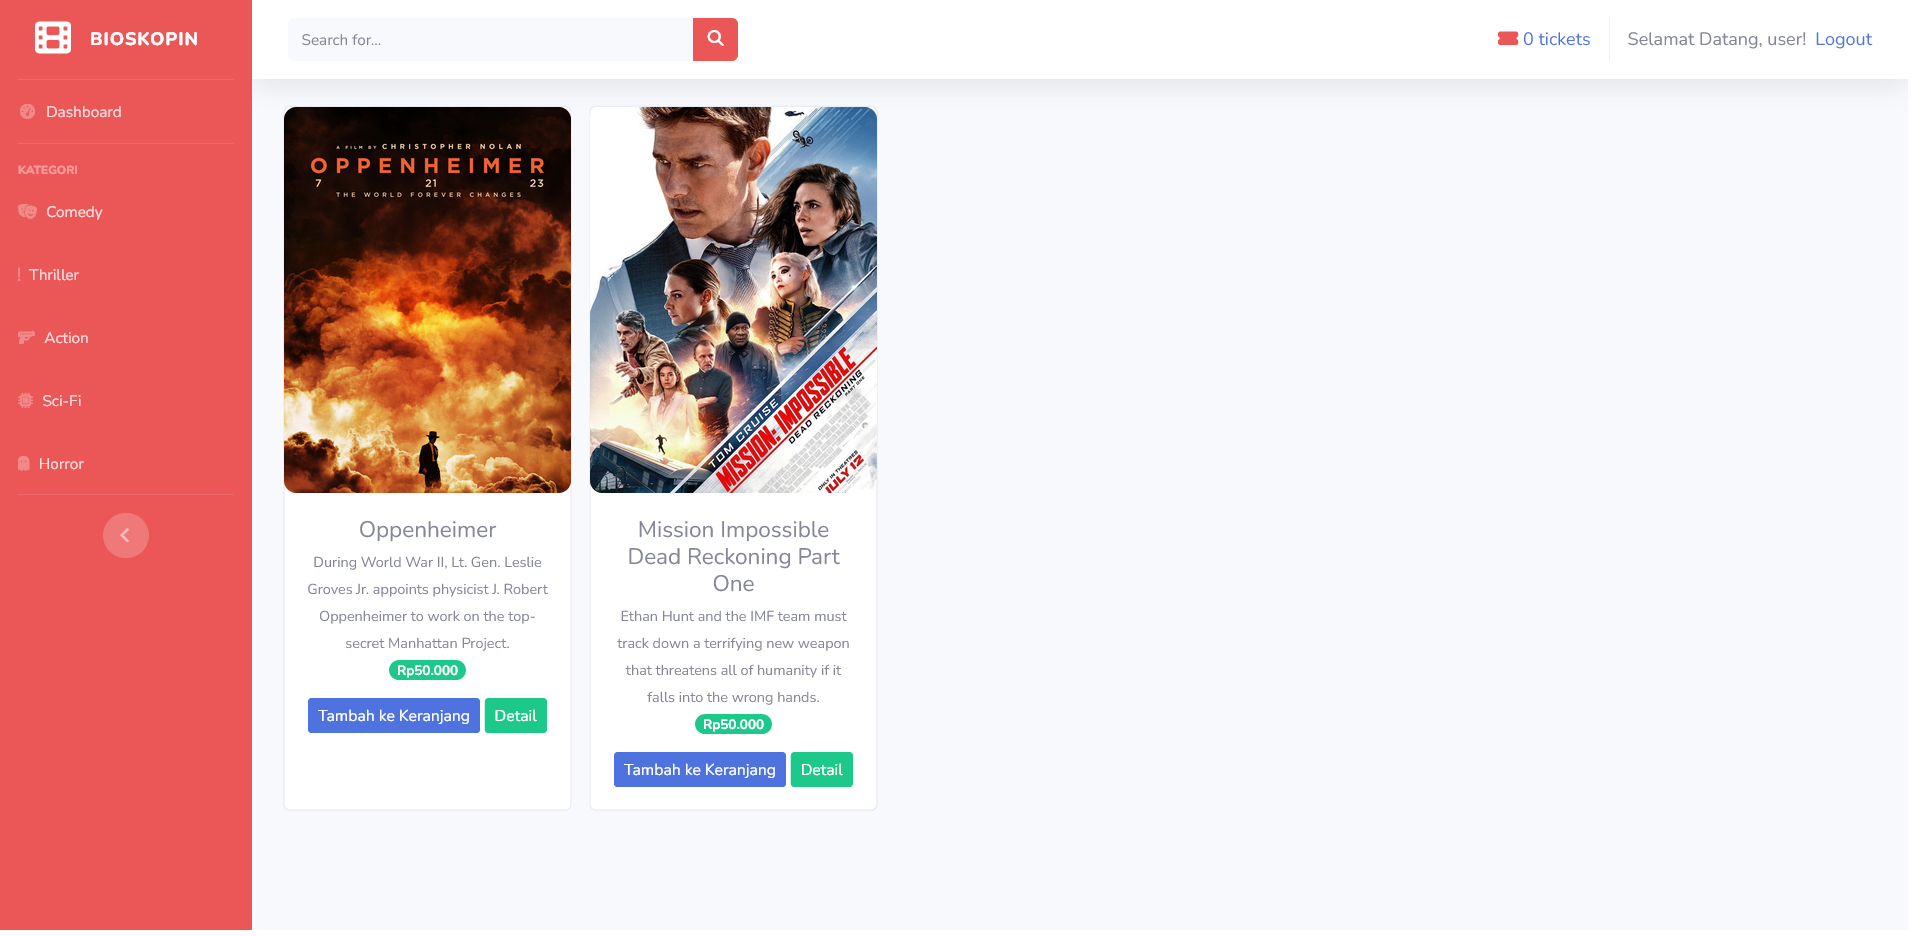 BIOSKOPIN
Search for...
0 tickets
Selamat Datang, user! Logout
Dashboard
KATEGORI
Comedy
Thriller
Action
Sci-Fi
Horror
A FILM BY CHRISTOPHER NOLAN
OPPENHEIMER
7 21 23
THE WORLD FOREVER CHANGES
Oppenheimer
During World War II, Lt. Gen. Leslie
Groves Jr. appoints physicist J. Robert
Oppenheimer to work on the top-
secret Manhattan Project.
Rp50.000
Tambah ke Keranjang Detail
TOM CRUISE
MISSION: IMPOSSIBLE
DEAD RECKONING
PART ONE
ONLY IN THEATRES
JULY 12
Mission Impossible
Dead Reckoning Part
One
Ethan Hunt and the IMF team must
track down a terrifying new weapon
that threatens all of humanity if it
falls into the wrong hands.
Rp50.000
Tambah ke Keranjang Detail